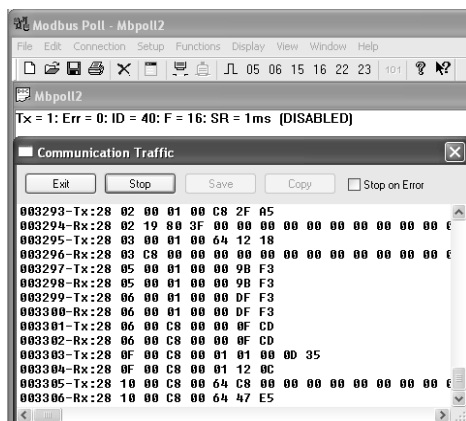 Modbus Poll - Mbpoll2
File Edit Connection Setup Functions Display View Window Help
05 06 15 16 22 23 101
Mbpoll2
Tx = 1: Err = 0: ID = 40: F = 16: SR = 1ms (DISABLED)
Communication Traffic
Exit Stop Save Copy Stop on Error
003293-Tx:28 02 00 01 00 C8 2F A5
003294-Rx:28 02 19 80 3F 00 00 00 00 00 00 00 00 00
003295-Tx:28 03 00 01 00 64 12 18
003296-Rx:28 03 C8 00 00 00 00 00 00 00 00 00 00 00
003297-Tx:28 05 00 01 00 00 9B F3
003298-Rx:28 05 00 01 00 00 9B F3
003299-Tx:28 06 00 01 00 00 DF F3
003300-Rx:28 06 00 01 00 00 DF F3
003301-Tx:28 06 00 C8 00 00 0F CD
003302-Rx:28 06 00 C8 00 00 0F CD
003303-Tx:28 0F 00 C8 00 01 01 00 0D 35
003304-Rx:28 0F 00 C8 00 01 12 0C
003305-Tx:28 10 00 C8 00 64 C8 00 00 00 00 00 00 00
003306-Rx:28 10 00 C8 00 64 47 E5